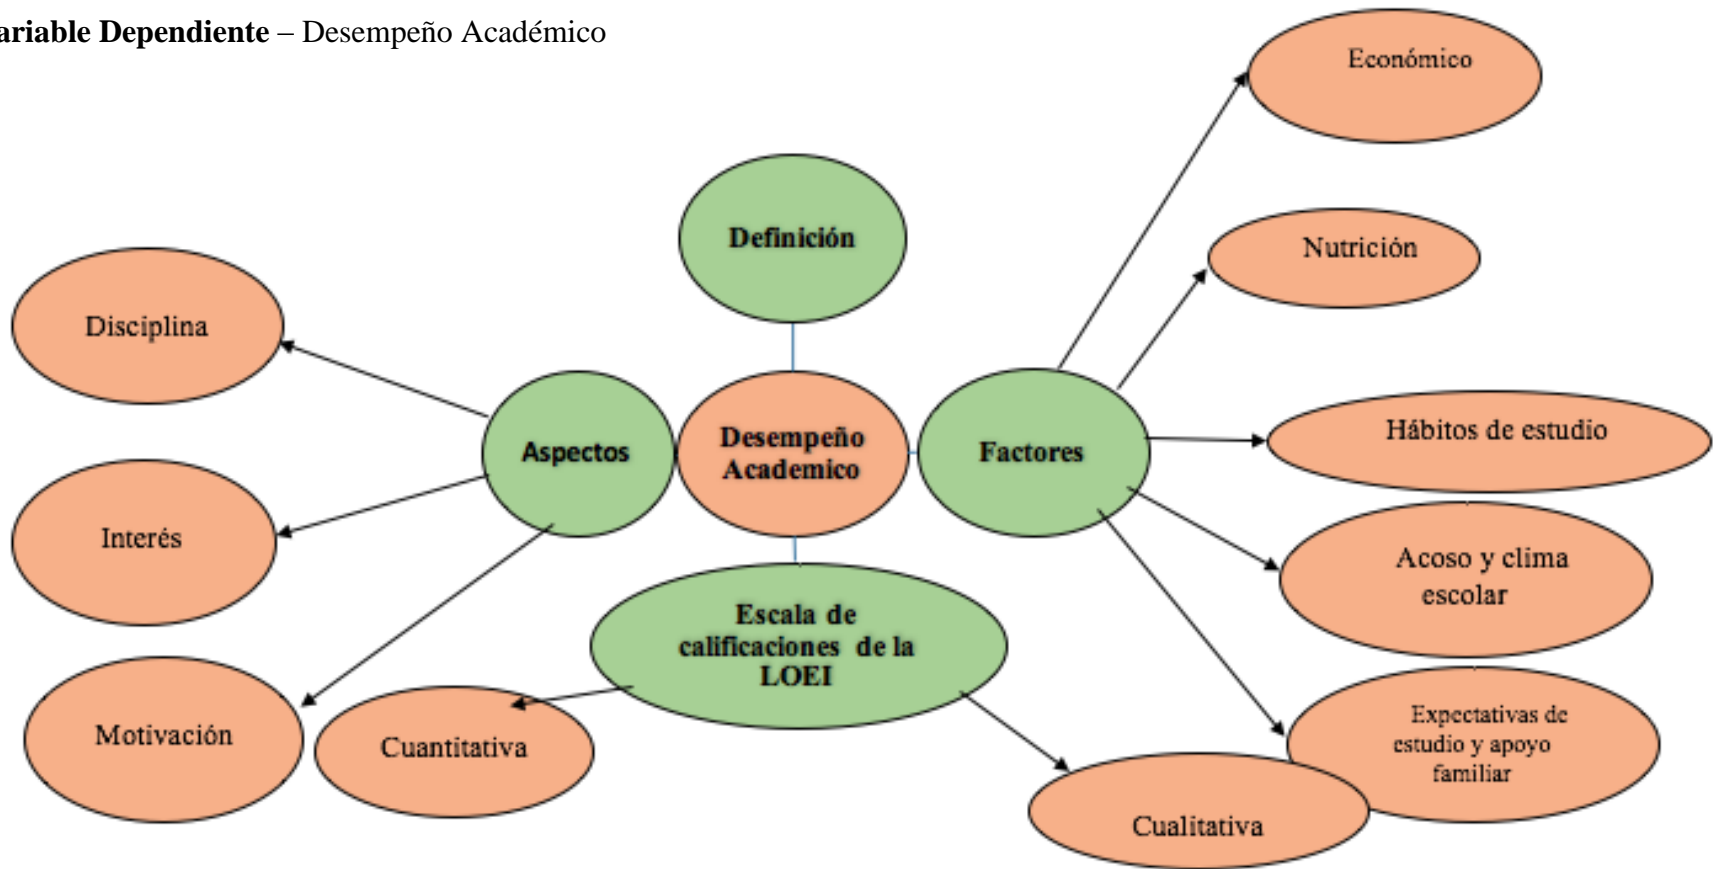 ariable Dependiente – Desempeño Académico
Económico
Definición
Nutrición
Disciplina
Aspectos
Desempeño
Academico
Factores
Hábitos de estudio
Interés
Acoso y clima
escolar
Escala de
calificaciones de la
LOEI
Motivación
Cuantitativa
Expectativas de
estudio y apoyo
familiar
Cualitativa